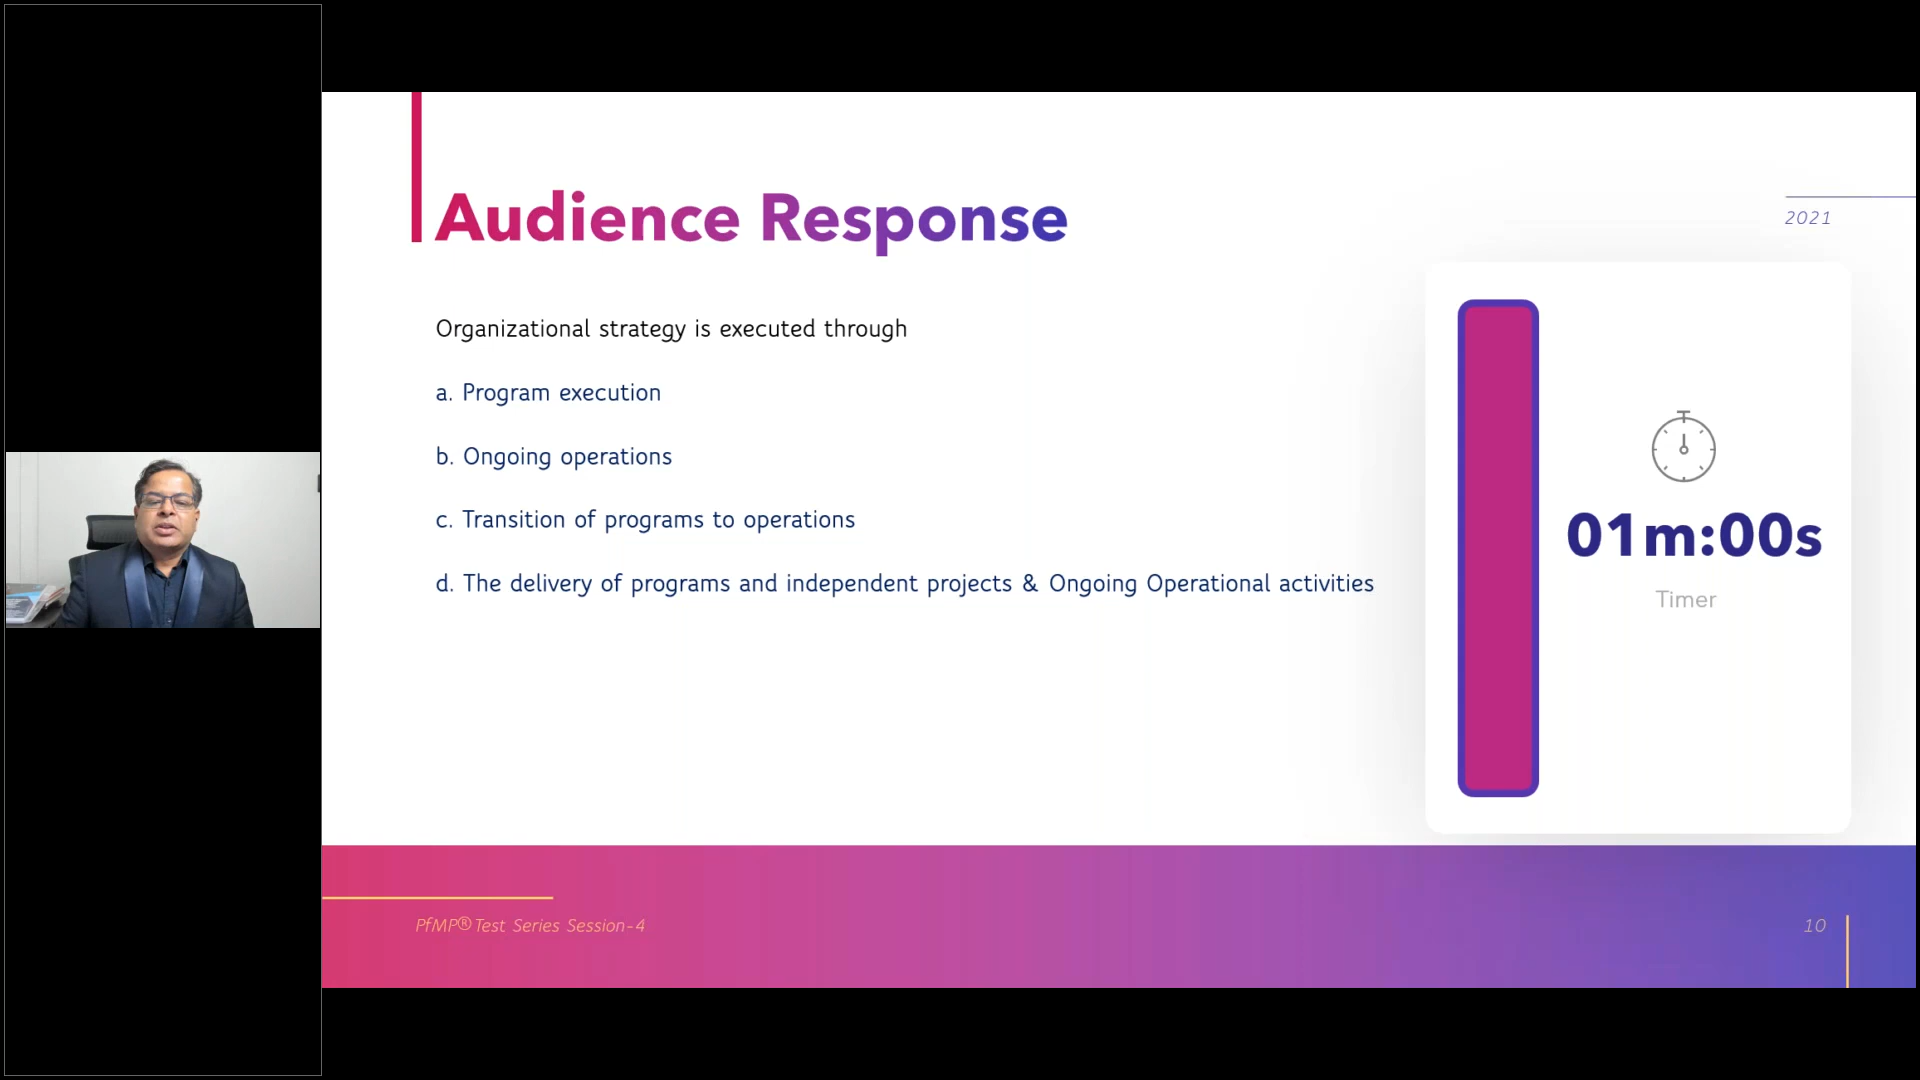 Audience Response
2021
Organizational strategy is executed through
a. Program execution
b. Ongoing operations
c. Transition of programs to operations
d. The delivery of programs and independent projects & Ongoing Operational activities
01m:00s
Timer
PfMP® Test Series Session-4
10